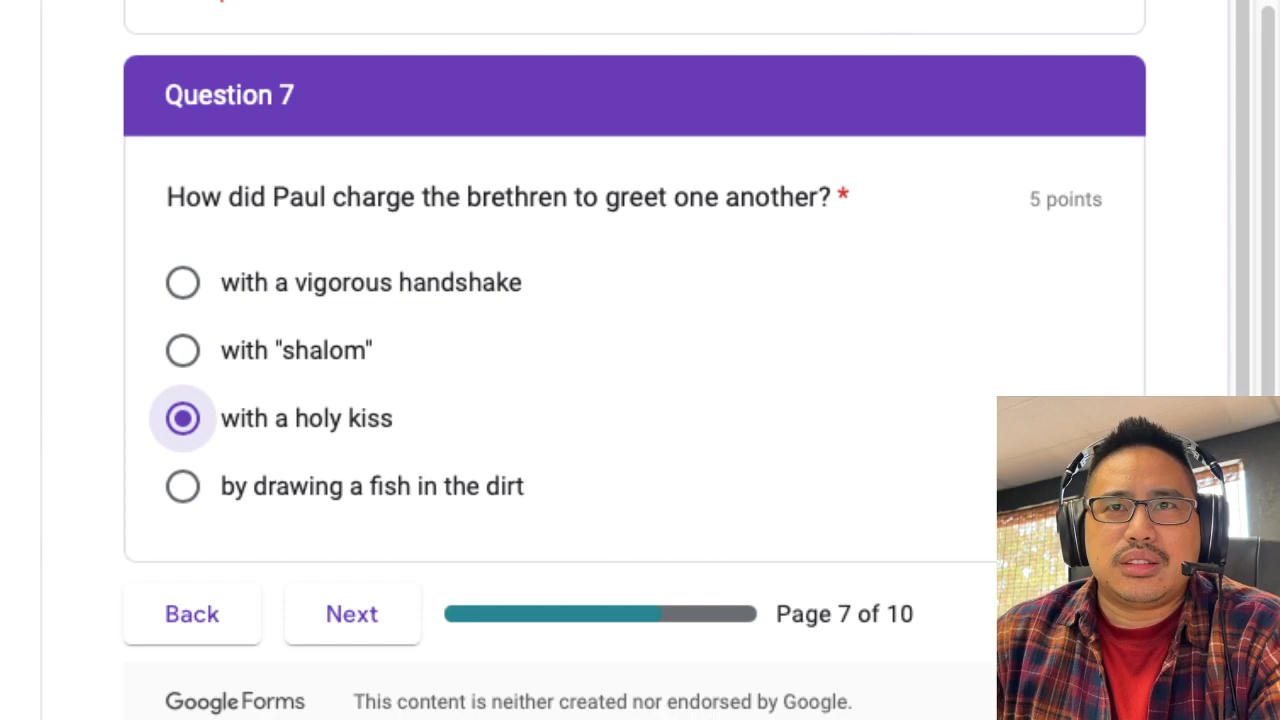 Question 7
How did Paul charge the brethren to greet one another? *
5 points
with a vigorous handshake
with "shalom"
with a holy kiss
by drawing a fish in the dirt
Back
Next
Page 7 of 10
Google Forms
This content is neither created nor endorsed by Google.